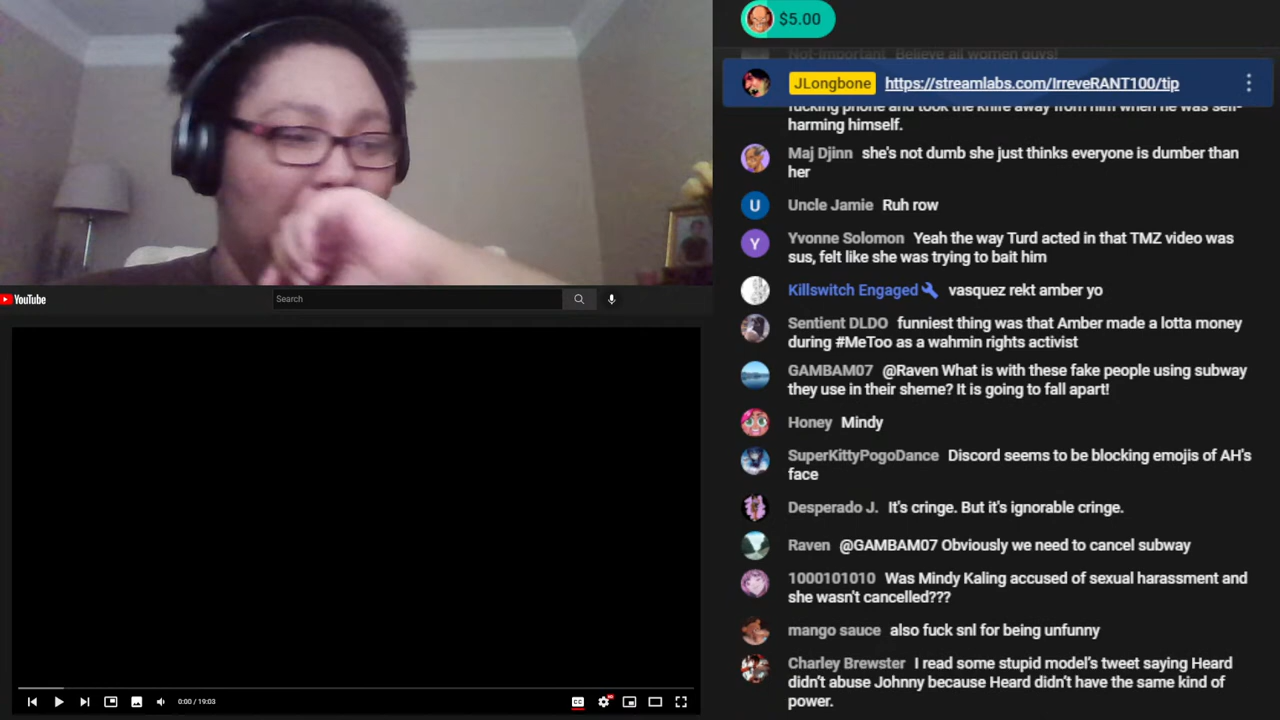 $5.00
Not-Important Believe all women guys!
JLongbone https://streamlabs.com/IrreveRANT100/tip
fucking phone and took the knife away from him when he was self-
harming himself.
Maj Djinn she's not dumb she just thinks everyone is dumber than
her
U Uncle Jamie Ruh row
Y Yvonne Solomon Yeah the way Turd acted in that TMZ video was
sus, felt like she was trying to bait him
Killswitch Engaged vasquez rekt amber yo
Sentient DLDO funniest thing was that Amber made a lotta money
during #MeToo as a wahmin rights activist
GAMBAM07 @Raven What is with these fake people using subway
they use in their sheme? It is going to fall apart!
Honey Mindy
SuperKittyPogoDance Discord seems to be blocking emojis of AH's
face
Desperado J. It's cringe. But it's ignorable cringe.
Raven @GAMBAM07 Obviously we need to cancel subway
1000101010 Was Mindy Kaling accused of sexual harassment and
she wasn't cancelled???
mango sauce also fuck snl for being unfunny
Charley Brewster I read some stupid model's tweet saying Heard
didn't abuse Johnny because Heard didn't have the same kind of
power.
YouTube
Search
0:00 / 19:03
CC
HD